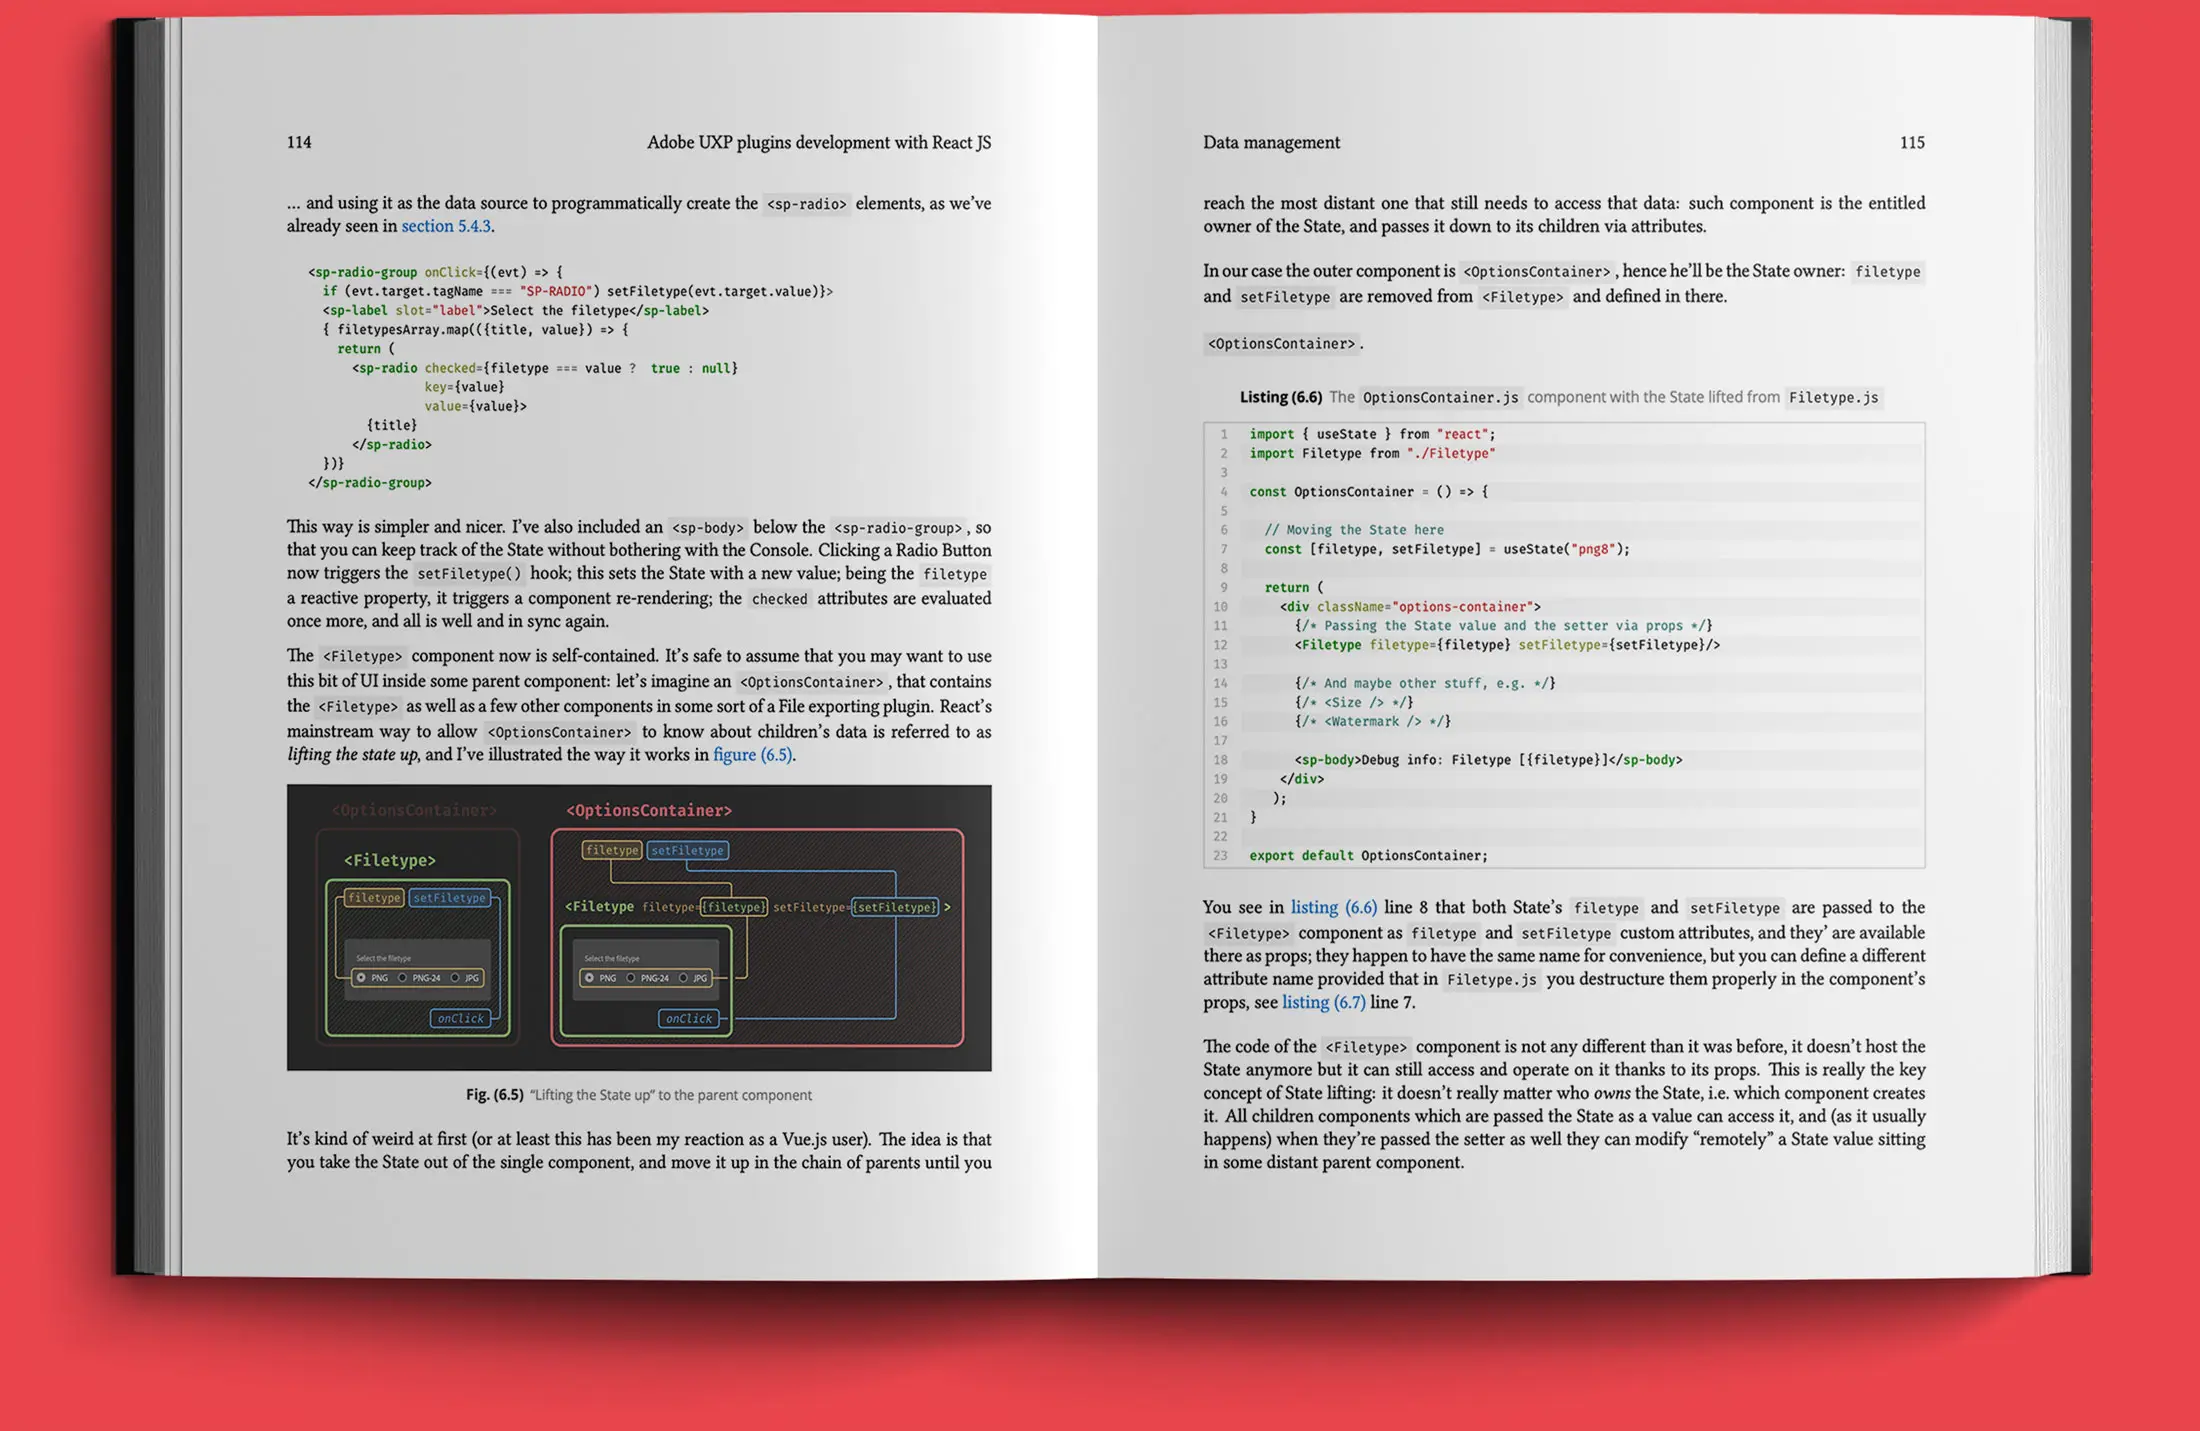 114 Adobe UXP plugins development with React JS
... and using it as the data source to programmatically create the <sp-radio> elements, as we've
already seen in section 5.4.3.
<sp-radio-group onClick={(evt) => {
if (evt.target.tagName === "SP-RADIO") setFiletype(evt.target.value)}>
<sp-label slot="label">Select the filetype</sp-label>
{ filetypesArray.map(({title, value}) => {
return (
<sp-radio checked={filetype === value ?  true : null}
key={value}
value={value}>
{title}
</sp-radio>
})}
</sp-radio-group>
This way is simpler and nicer. I've also included an <sp-body> below the <sp-radio-group>, so
that you can keep track of the State without bothering with the Console. Clicking a Radio Button
now triggers the setFiletype() hook; this sets the State with a new value; being the filetype
a reactive property, it triggers a component re-rendering; the checked attributes are evaluated
once more, and all is well and in sync again.
The <Filetype> component now is self-contained. It's safe to assume that you may want to use
this bit of UI inside some parent component: let's imagine an <OptionsContainer>, that contains
the <Filetype> as well as a few other components in some sort of a File exporting plugin. React's
mainstream way to allow <OptionsContainer> to know about children's data is referred to as
lifting the state up, and I've illustrated the way it works in figure (6.5).
<OptionsContainer>
<Filetype>
filetype setFiletype
Select the filetype
PNG PNG-24 JPG
onClick
<OptionsContainer>
filetype setFiletype
<Filetype filetype={filetype} setFiletype={setFiletype} >
Select the filetype
PNG PNG-24 JPG
onClick
Fig. (6.5) "Lifting the State up" to the parent component
It's kind of weird at first (or at least this has been my reaction as a Vue.js user). The idea is that
you take the State out of the single component, and move it up in the chain of parents until you
Data management 115
reach the most distant one that still needs to access that data: such component is the entitled
owner of the State, and passes it down to its children via attributes.
In our case the outer component is <OptionsContainer>, hence he'll be the State owner: filetype
and setFiletype are removed from <Filetype> and defined in there.
<OptionsContainer>.
Listing (6.6) The OptionsContainer.js component with the State lifted from Filetype.js
1 import { useState } from "react";
2 import Filetype from "./Filetype"
3
4 const OptionsContainer = () => {
5
6 // Moving the State here
7 const [filetype, setFiletype] = useState("png8");
8
9 return (
10 <div className="options-container">
11 {/* Passing the State value and the setter via props */}
12 <Filetype filetype={filetype} setFiletype={setFiletype}/>
13
14 {/* And maybe other stuff, e.g. */}
15 {/* <Size /> */}
16 {/* <Watermark /> */}
17
18 <sp-body>Debug info: Filetype [{filetype}]</sp-body>
19 </div>
20 );
21 }
22
23 export default OptionsContainer;
You see in listing (6.6) line 8 that both State's filetype and setFiletype are passed to the
<Filetype> component as filetype and setFiletype custom attributes, and they' are available
there as props; they happen to have the same name for convenience, but you can define a different
attribute name provided that in Filetype.js you destructure them properly in the component's
props, see listing (6.7) line 7.
The code of the <Filetype> component is not any different than it was before, it doesn't host the
State anymore but it can still access and operate on it thanks to its props. This is really the key
concept of State lifting: it doesn't really matter who owns the State, i.e. which component creates
it. All children components which are passed the State as a value can access it, and (as it usually
happens) when they're passed the setter as well they can modify "remotely" a State value sitting
in some distant parent component.